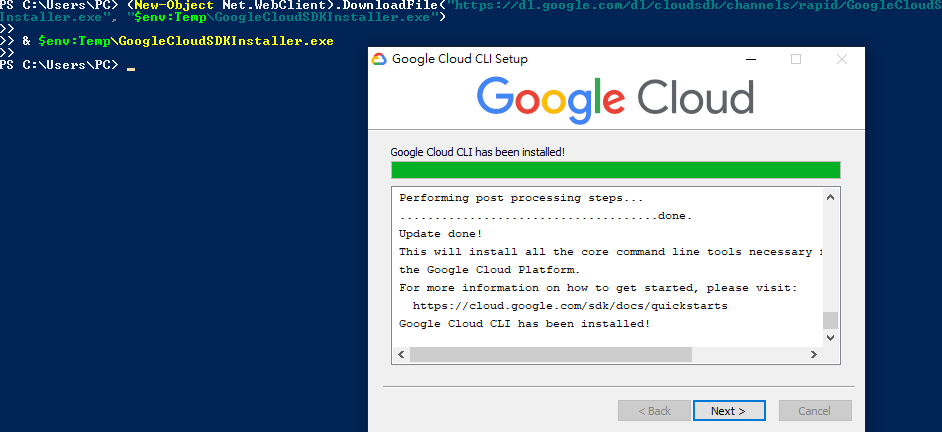 PS C:\Users\PC> (New-Object Net.WebClient).DownloadFile("https://dl.google.com/dl/cloudsdk/channels/rapid/GoogleCloudS
Installer.exe", "$env:Temp\GoogleCloudSDKInstaller.exe")
>>
>> & $env:Temp\GoogleCloudSDKInstaller.exe
>>
PS C:\Users\PC> _
Google Cloud CLI Setup
Google Cloud
Google Cloud CLI has been installed!
Performing post processing steps...
.....................................done.
Update done!
This will install all the core command line tools necessary
the Google Cloud Platform.
For more information on how to get started, please visit:
https://cloud.google.com/sdk/docs/quickstarts
Google Cloud CLI has been installed!
< Back
Next >
Cancel